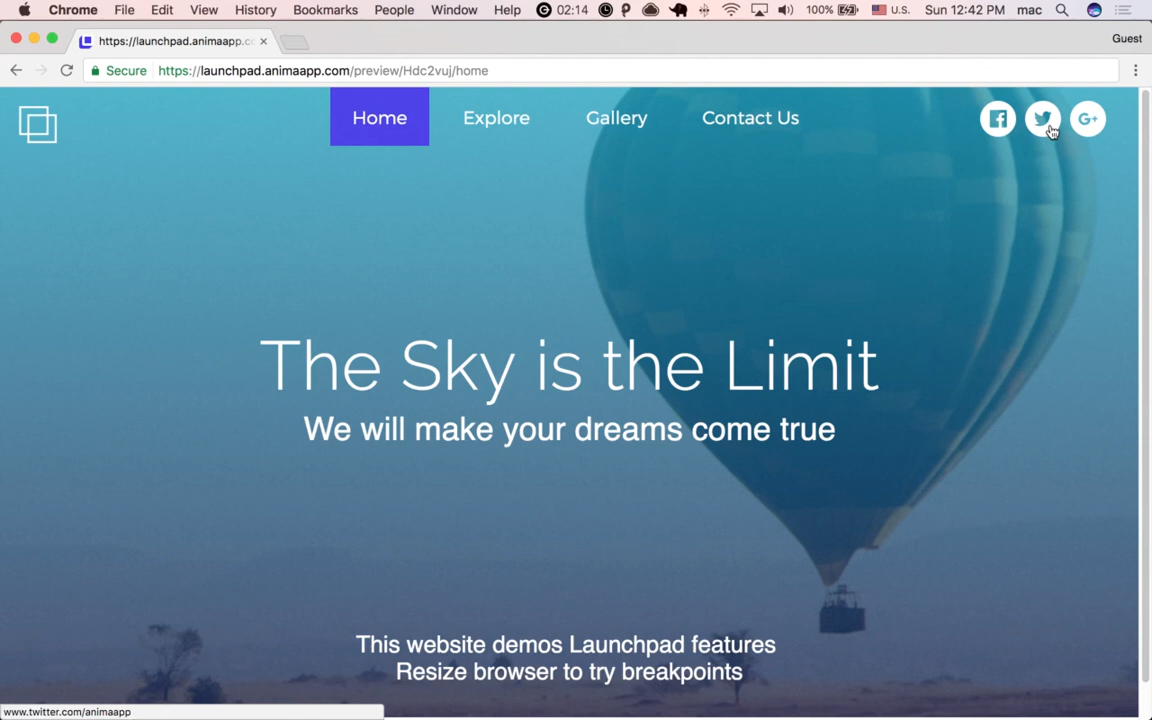 Chrome File Edit View History Bookmarks People Window Help 02:14 100% U.S. Sun 12:42 PM mac
https://launchpad.animaapp.c
Guest
Secure https://launchpad.animaapp.com/preview/Hdc2vuj/home
Home Explore Gallery Contact Us G+
The Sky is the Limit
We will make your dreams come true
This website demos Launchpad features
Resize browser to try breakpoints
www.twitter.com/animaapp